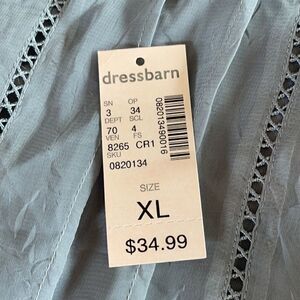 dressbarn
SN OP
3 34
DEPT SCL
70 4
VEN FS
8265 CR1
SKU
0820134
082013490016
SIZE
XL
$34.99